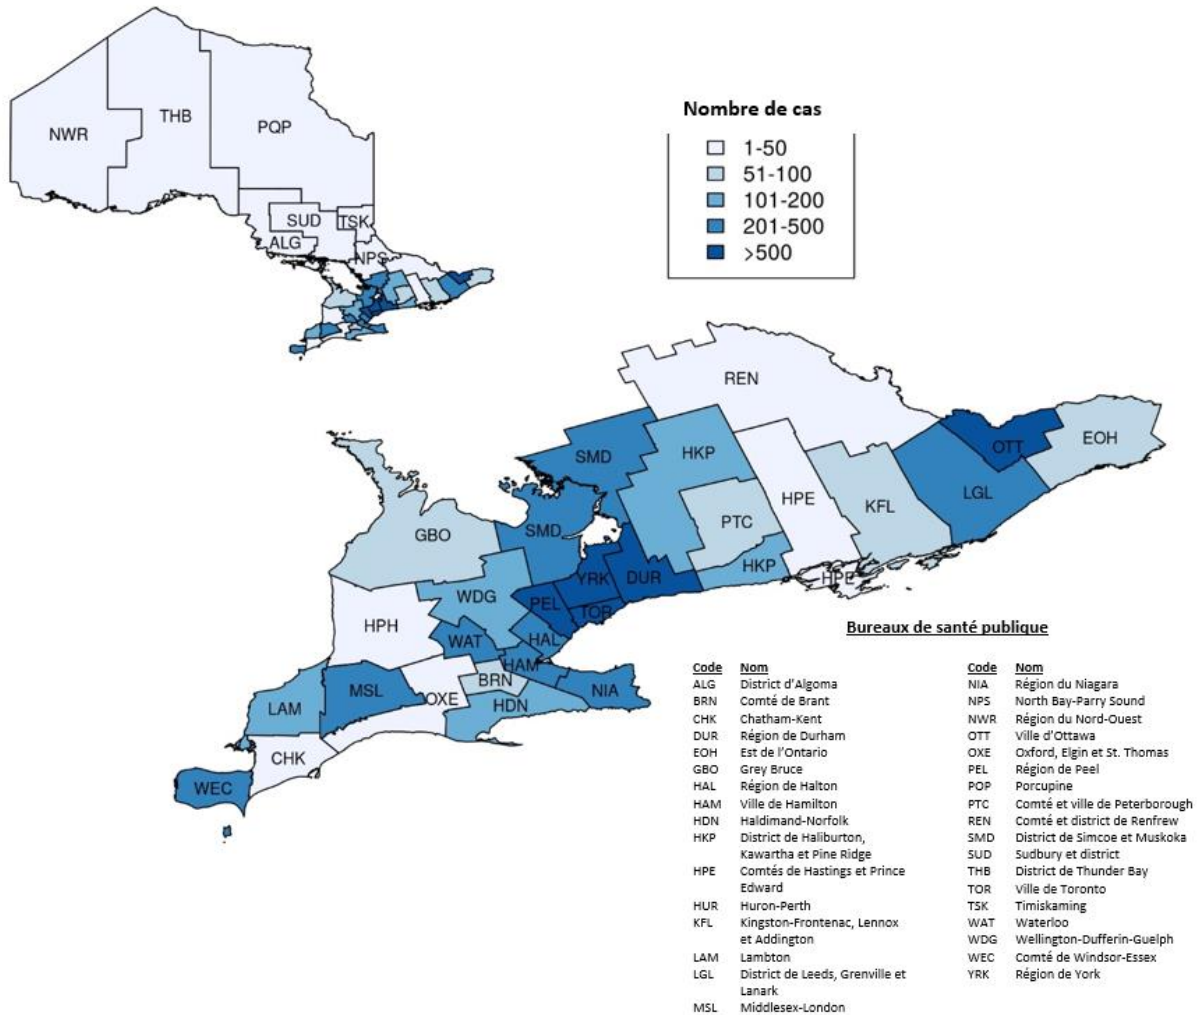 NWR
THB
PQP
SUD
TSK
ALG
NPS
Nombre de cas
1-50
51-100
101-200
201-500
>500
REN
SMD
HKP
OTT
EOH
HPE
KFL
LGL
GBO
SMD
PTC
HKP
HPE
YRK
DUR
WDG
PEL
TOR
HPH
WAT
HAL
HAM
BRN
MSL
OXE
NIA
LAM
HDN
CHK
WEC
Bureaux de santé publique
Code Nom
ALG District d'Algoma
BRN Comté de Brant
CHK Chatham-Kent
DUR Région de Durham
EOH Est de l'Ontario
GBO Grey Bruce
HAL Région de Halton
HAM Ville de Hamilton
HDN Haldimand-Norfolk
HKP District de Haliburton,
Kawartha et Pine Ridge
HPE Comtés de Hastings et Prince
Edward
HUR Huron-Perth
KFL Kingston-Frontenac, Lennox
et Addington
LAM Lambton
LGL District de Leeds, Grenville et
Lanark
MSL Middlesex-London
Code Nom
NIA Région du Niagara
NPS North Bay-Parry Sound
NWR Région du Nord-Ouest
OTT Ville d'Ottawa
OXE Oxford, Elgin et St. Thomas
PEL Région de Peel
POP Porcupine
PTC Comté et ville de Peterborough
REN Comté et district de Renfrew
SMD District de Simcoe et Muskoka
SUD Sudbury et district
THB District de Thunder Bay
TOR Ville de Toronto
TSK Timiskaming
WAT Waterloo
WDG Wellington-Dufferin-Guelph
WEC Comté de Windsor-Essex
YRK Région de York